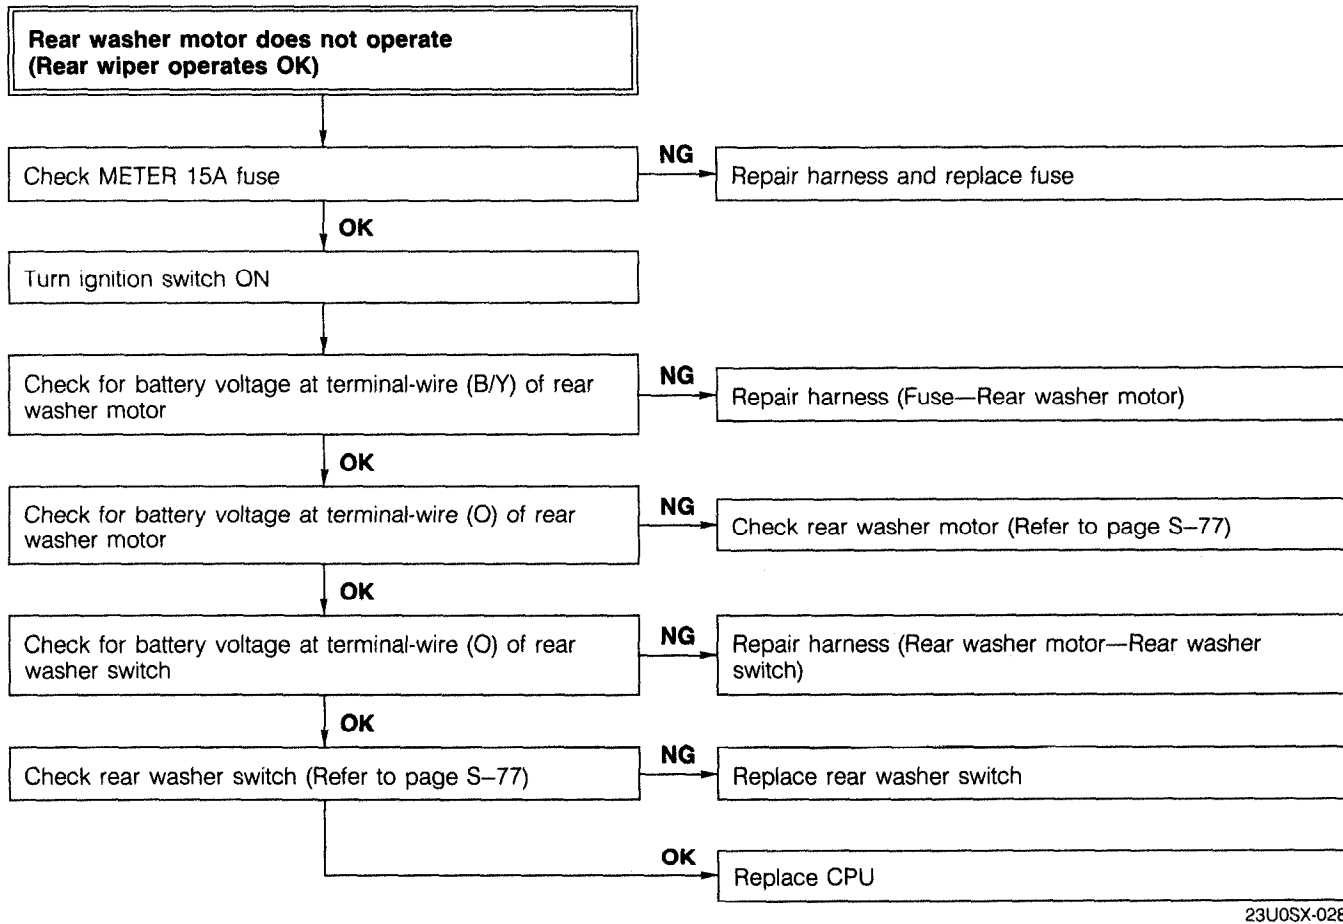 Rear washer motor does not operate
(Rear wiper operates OK)
Check METER 15A fuse
NG
Repair harness and replace fuse
OK
Turn ignition switch ON
Check for battery voltage at terminal-wire (B/Y) of rear
washer motor
NG
Repair harness (Fuse—Rear washer motor)
OK
Check for battery voltage at terminal-wire (O) of rear
washer motor
NG
Check rear washer motor (Refer to page S–77)
OK
Check for battery voltage at terminal-wire (O) of rear
washer switch
NG
Repair harness (Rear washer motor—Rear washer
switch)
OK
Check rear washer switch (Refer to page S–77)
NG
Replace rear washer switch
OK
Replace CPU